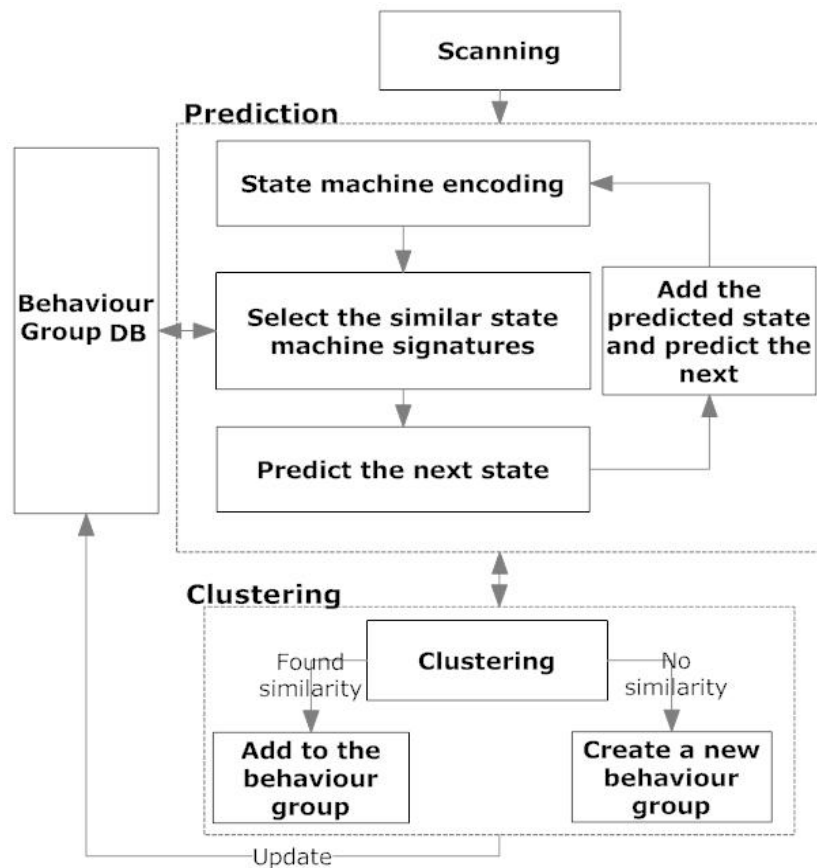 Scanning
Prediction
State machine encoding
Behaviour
Group DB
Select the similar state
machine signatures
Add the
predicted state
and predict the
next
Predict the next state
Clustering
Clustering
Found
similarity
No
similarity
Add to the
behaviour
group
Create a new
behaviour
group
Update